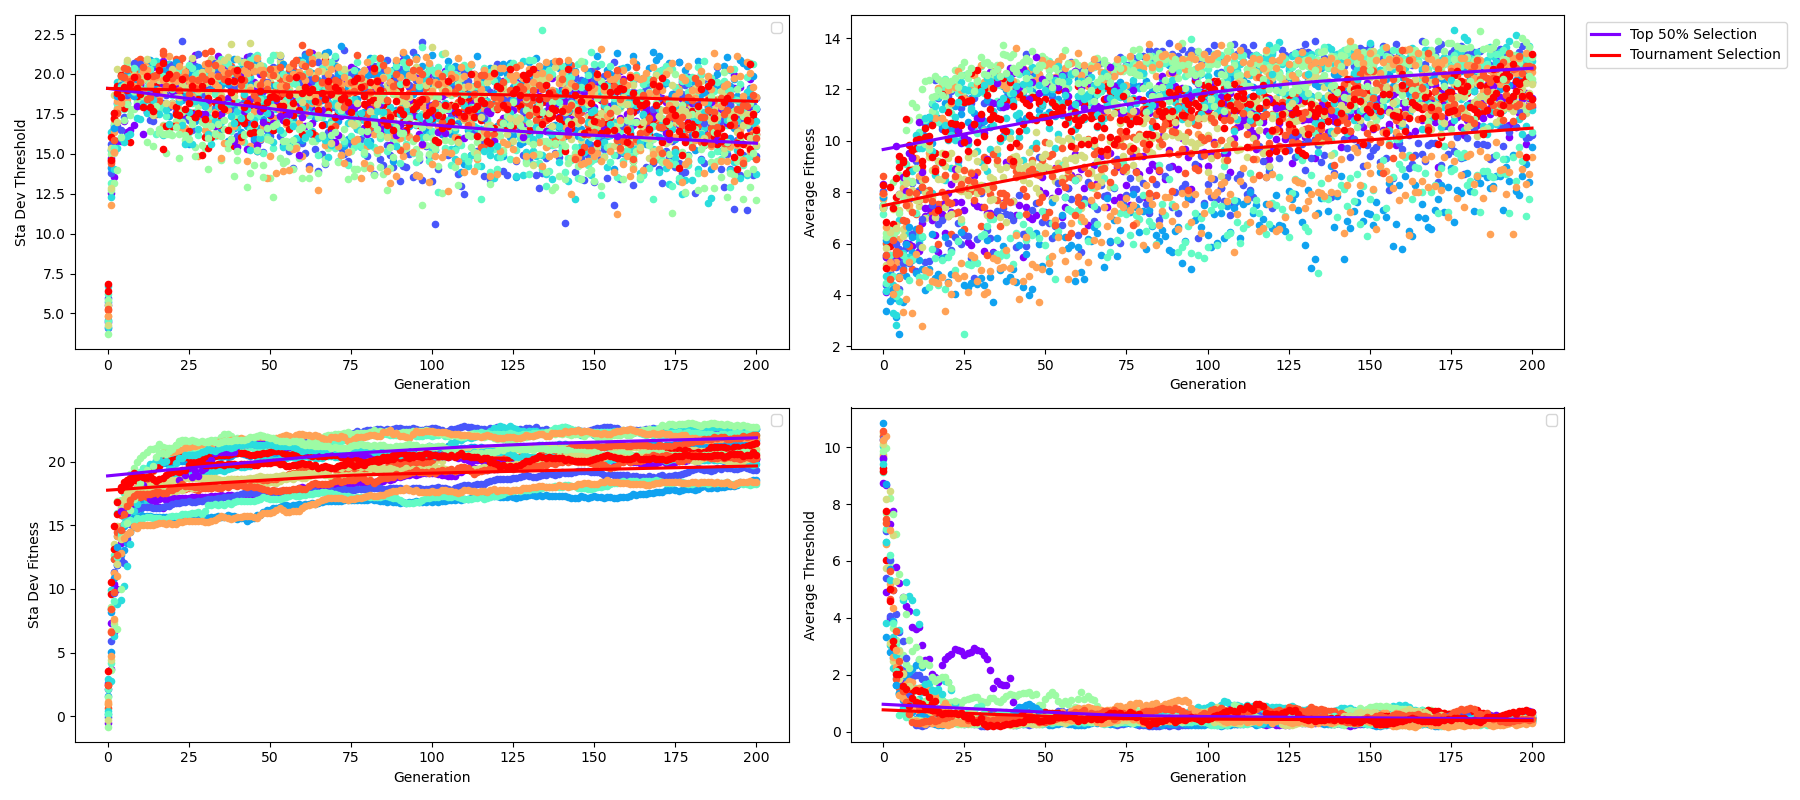 22.5
20.0
17.5
15.0
12.5
10.0
7.5
5.0
Sta Dev Threshold
0 25 50 75 100 125 150 175 200
Generation
14
12
10
8
6
4
2
Average Fitness
0 25 50 75 100 125 150 175 200
Generation
Top 50% Selection
Tournament Selection
20
15
10
5
0
Sta Dev Fitness
0 25 50 75 100 125 150 175 200
Generation
10
8
6
4
2
0
Average Threshold
0 25 50 75 100 125 150 175 200
Generation